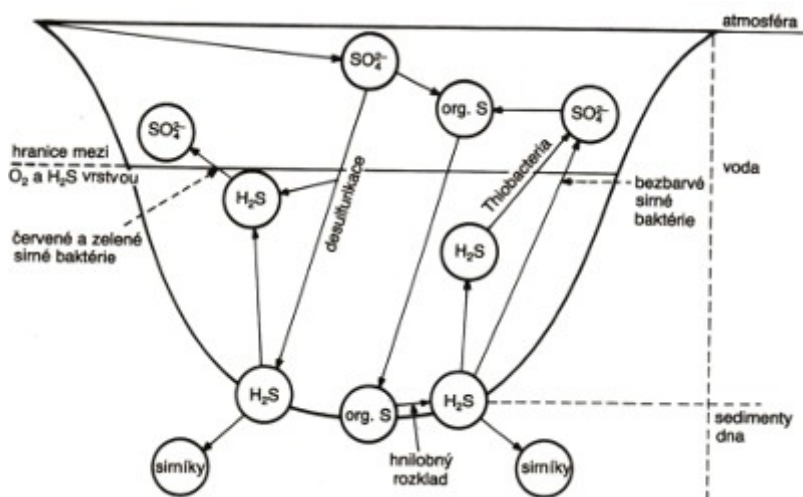 atmosféra
SO₄²⁻
org. S
SO₄²⁻
SO₄²⁻
hranice mezi
O₂ a H₂S vrstvou
voda
H₂S
desulfurikace
Thiobacteria
bezbarvé
sirné
baktérie
červené a zelené
sirné baktérie
H₂S
H₂S
org. S
H₂S
sedimenty
dna
hnilobný
rozklad
sirníky
sirníky